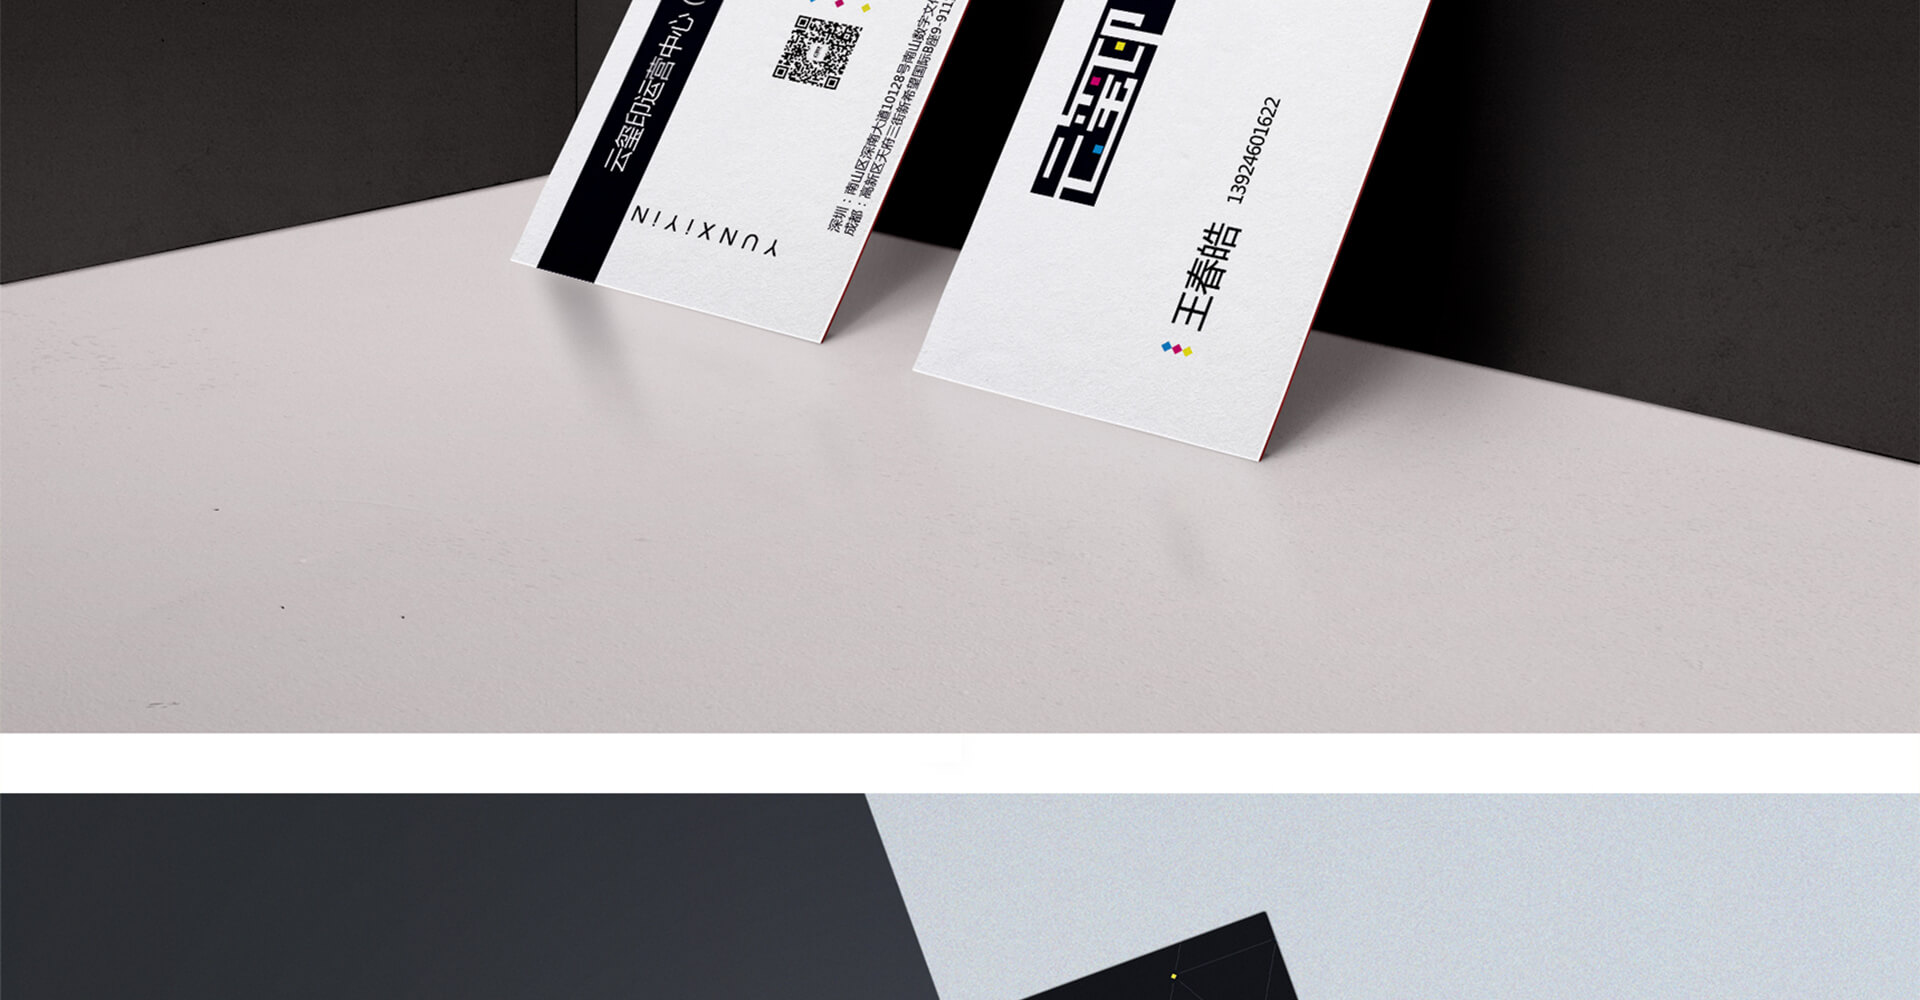 云玺印运营中心（
YUNXiYiN
深圳：南山区深南大道10128号南山数字文化
成都：高新区天府三街新希望国际B座9-911
云玺印
王春皓 13924601622